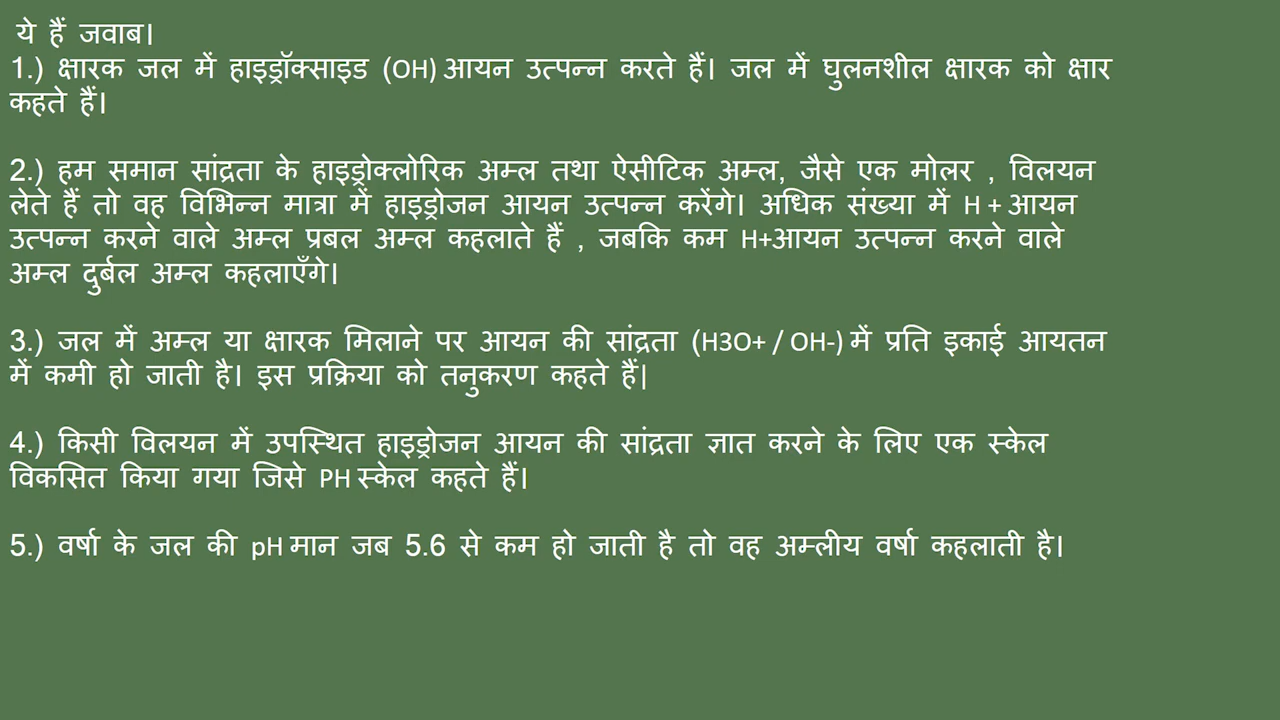 ये हैं जवाब।
1.) क्षारक जल में हाइड्रॉक्साइड (OH) आयन उत्पन्न करते हैं। जल में घुलनशील क्षारक को क्षार
कहते हैं।
2.) हम समान सांद्रता के हाइड्रोक्लोरिक अम्ल तथा ऐसीटिक अम्ल, जैसे एक मोलर , विलयन
लेते हैं तो वह विभिन्न मात्रा में हाइड्रोजन आयन उत्पन्न करेंगे। अधिक संख्या में H + आयन
उत्पन्न करने वाले अम्ल प्रबल अम्ल कहलाते हैं , जबकि कम H+आयन उत्पन्न करने वाले
अम्ल दुर्बल अम्ल कहलाएँगे।
3.) जल में अम्ल या क्षारक मिलाने पर आयन की सांद्रता (H3O+ / OH-) में प्रति इकाई आयतन
में कमी हो जाती है। इस प्रक्रिया को तनुकरण कहते हैं|
4.) किसी विलयन में उपस्थित हाइड्रोजन आयन की सांद्रता ज्ञात करने के लिए एक स्केल
विकसित किया गया जिसे PH स्केल कहते हैं।
5.) वर्षा के जल की pH मान जब 5.6 से कम हो जाती है तो वह अम्लीय वर्षा कहलाती है।